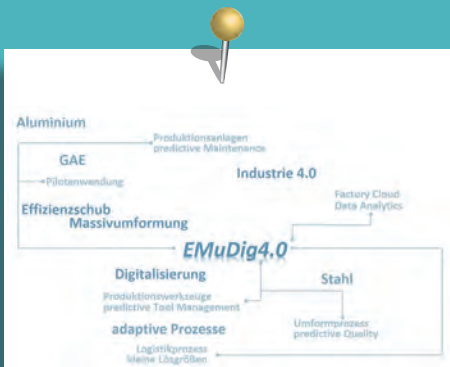 Aluminium
Produktionsanlagen
predictive Maintenance
GAE
Industrie 4.0
Pilotanwendung
Factory Cloud
Data Analytics
Effizienzschub
Massivumformung
EMuDig4.0
Digitalisierung
Stahl
Produktionswerkzeuge
predictive Tool Management
Umformprozess
predictive Quality
adaptive Prozesse
Logistikprozess
kleine Losgrößen